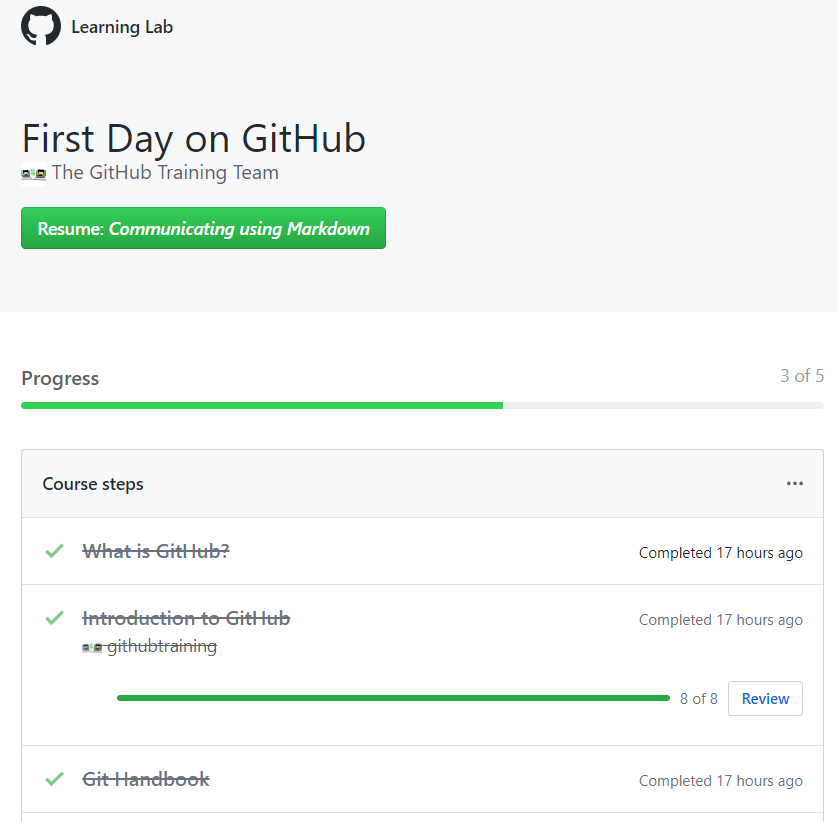 Learning Lab
First Day on GitHub
The GitHub Training Team
Resume: Communicating using Markdown
Progress
3 of 5
Course steps
What is GitHub?
Completed 17 hours ago
Introduction to GitHub
Completed 17 hours ago
githubtraining
8 of 8
Review
Git Handbook
Completed 17 hours ago